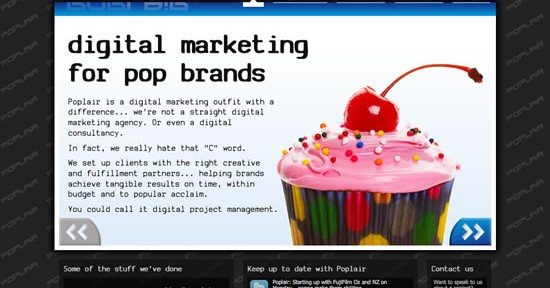 digital marketing
for pop brands
Poplair is a digital marketing outfit with a
difference... we're not a straight digital
marketing agency. Or even a digital
consultancy.
In fact, we really hate that "C" word.
We set up clients with the right creative
and fulfillment partners... helping brands
achieve tangible results on time, within
budget and to popular acclaim.
You could call it digital project management.
Some of the stuff we've done
Keep up to date with Poplair
Contact us
Poplair: Starting up with FujiFilm Oz and NZ on
Want to speak to us